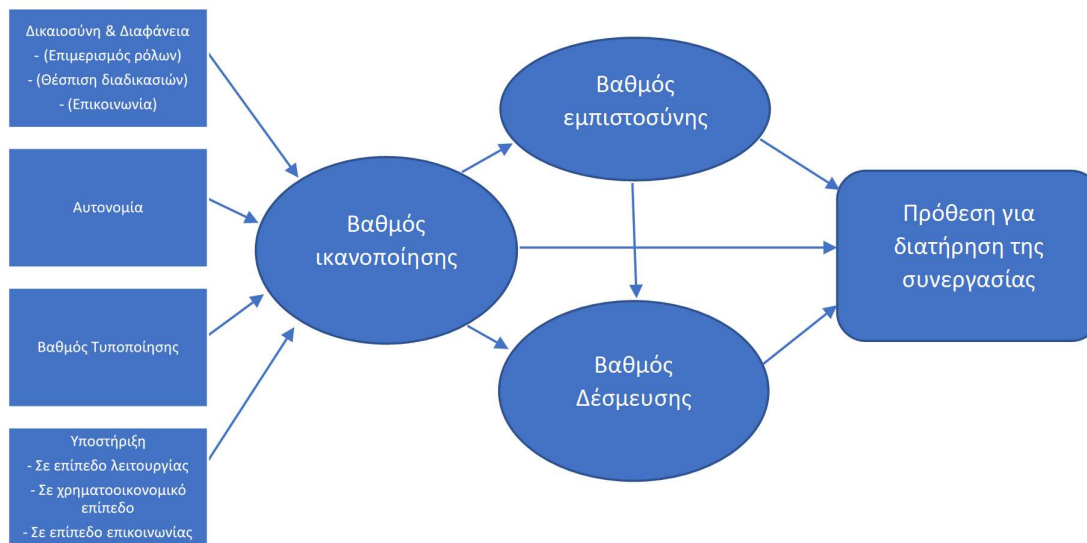 Δικαιοσύνη & Διαφάνεια
- (Επιμερισμός ρόλων)
- (Θέσπιση διαδικασιών)
- (Επικοινωνία)
Αυτονομία
Βαθμός Τυποποίησης
Υποστήριξη
- Σε επίπεδο λειτουργίας
- Σε χρηματοοικονομικό
επίπεδο
- Σε επίπεδο επικοινωνίας
Βαθμός
ικανοποίησης
Βαθμός
εμπιστοσύνης
Βαθμός
Δέσμευσης
Πρόθεση για
διατήρηση της
συνεργασίας